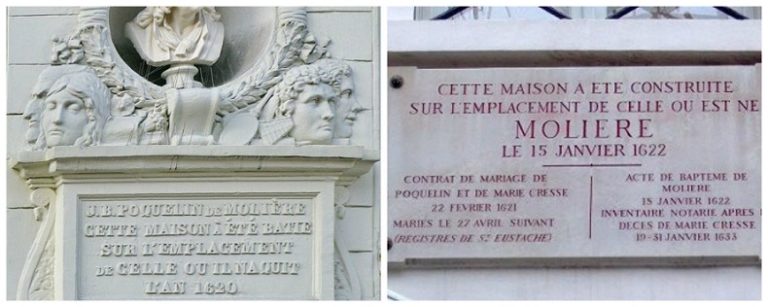 J.B. POQUELIN DE MOLIÈRE
CETTE MAISON À ÉTÉ BATIE
SUR L'EMPLACEMENT
DE CELLE OU IL NAQUIT
L'AN 1620
CETTE MAISON A ETE CONSTRUITE
SUR L'EMPLACEMENT DE CELLE OU EST NE
MOLIERE
LE 15 JANVIER 1622
CONTRAT DE MARIAGE DE
POQUELIN ET DE MARIE CRESSE
22 FEVRIER 1621
MARIES LE 27 AVRIL SUIVANT
(REGISTRES DE St EUSTACHE)
ACTE DE BAPTEME DE
MOLIERE
15 JANVIER 1622
INVENTAIRE NOTARIE APRES
DECES DE MARIE CRESSE
19-31 JANVIER 1633